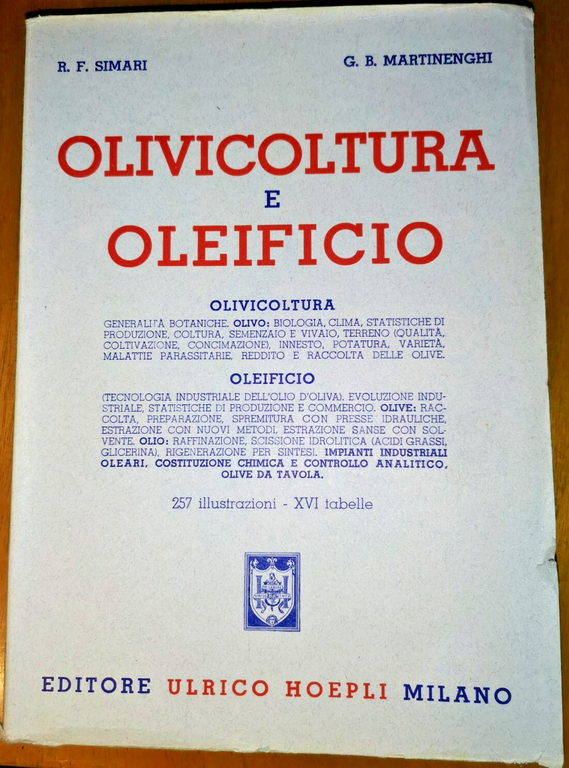 R. F. SIMARI
G. B. MARTINENGHI
OLIVICOLTURA
E
OLEIFICIO
OLIVICOLTURA
GENERALITÀ BOTANICHE. OLIVO: BIOLOGIA, CLIMA, STATISTICHE DI
PRODUZIONE, COLTURA, SEMENZAIO E VIVAIO, TERRENO (QUALITÀ,
COLTIVAZIONE, CONCIMAZIONE), INNESTO, POTATURA, VARIETÀ,
MALATTIE PARASSITARIE, REDDITO E RACCOLTA DELLE OLIVE.
OLEIFICIO
(TECNOLOGIA INDUSTRIALE DELL'OLIO D'OLIVA). EVOLUZIONE INDU-
STRIALE, STATISTICHE DI PRODUZIONE E COMMERCIO. OLIVE: RAC-
COLTA, PREPARAZIONE, SPREMITURA CON PRESSE IDRAULICHE,
ESTRAZIONE CON NUOVI METODI, ESTRAZIONE SANSE CON SOL-
VENTE. OLIO: RAFFINAZIONE, SCISSIONE IDROLITICA (ACIDI GRASSI,
GLICERINA), RIGENERAZIONE PER SINTESI. IMPIANTI INDUSTRIALI
OLEARI, COSTITUZIONE CHIMICA E CONTROLLO ANALITICO,
OLIVE DA TAVOLA.
257 illustrazioni - XVI tabelle
EDITORE ULRICO HOEPLI MILANO